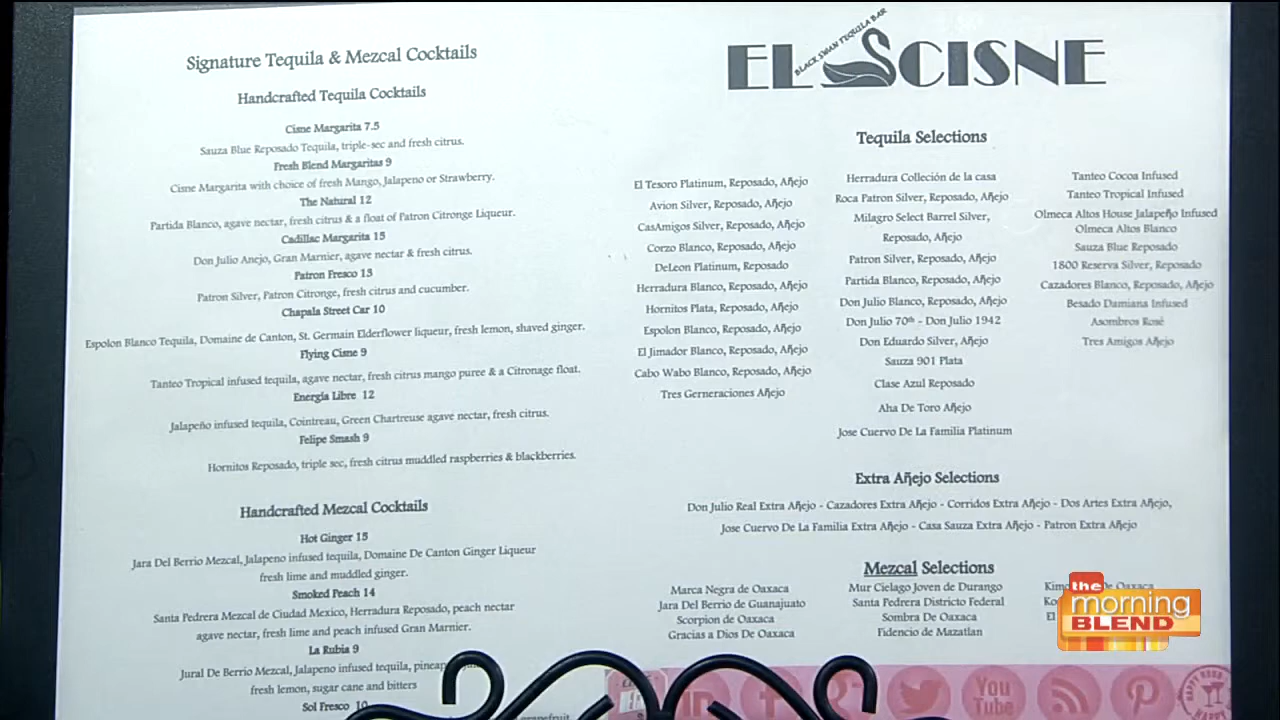 Signature Tequila & Mezcal Cocktails
Handcrafted Tequila Cocktails
Cisne Margarita 7.5
Sauza Blue Reposado Tequila, triple-sec and fresh citrus.
Fresh Blend Margaritas 9
Cisne Margarita with choice of fresh Mango, Jalapeno or Strawberry.
The Natural 12
Partida Blanco, agave nectar, fresh citrus & a float of Patron Citronge Liqueur.
Cadillac Margarita 15
Don Julio Anejo, Gran Marnier, agave nectar & fresh citrus.
Patron Fresco 13
Patron Silver, Patron Citronge, fresh citrus and cucumber.
Chapala Street Car 10
Espolon Blanco Tequila, Domaine de Canton, St. Germain Elderflower liqueur, fresh lemon, shaved ginger.
Flying Cisne 9
Tanteo Tropical infused tequila, agave nectar, fresh citrus mango puree & a Citronage float.
Energía Libre 12
Jalapeño infused tequila, Cointreau, Green Chartreuse agave nectar, fresh citrus.
Felipe Smash 9
Hornitos Reposado, triple sec, fresh citrus muddled raspberries & blackberries.
Handcrafted Mezcal Cocktails
Hot Ginger 15
Jara Del Berrio Mezcal, Jalapeno infused tequila, Domaine De Canton Ginger Liqueur
fresh lime and muddled ginger.
Smoked Peach 14
Santa Pedrera Mezcal de Ciudad Mexico, Herradura Reposado, peach nectar
agave nectar, fresh lime and peach infused Gran Marnier.
La Rubia 9
Jural De Berrio Mezcal, Jalapeno infused tequila,
fresh lemon, sugar cane and bitters
Sol Fresco 10
grapefruit
EL CISNE
BLACK SWAN TEQUILA BAR
Tequila Selections
El Tesoro Platinum, Reposado, Añejo
Avion Silver, Reposado, Añejo
CasAmigos Silver, Reposado, Añejo
Corzo Blanco, Reposado, Añejo
DeLeon Platinum, Reposado
Herradura Blanco, Reposado, Añejo
Hornitos Plata, Reposado, Añejo
Espolon Blanco, Reposado, Añejo
El Jimador Blanco, Reposado, Añejo
Cabo Wabo Blanco, Reposado, Añejo
Tres Gerneraciones Añejo
Herradura Colleción de la casa
Roca Patron Silver, Reposado, Añejo
Milagro Select Barrel Silver,
Reposado, Añejo
Patron Silver, Reposado, Añejo
Partida Blanco, Reposado, Añejo
Don Julio Blanco, Reposado, Añejo
Don Julio 70th - Don Julio 1942
Don Eduardo Silver, Añejo
Sauza 901 Plata
Clase Azul Reposado
Aha De Toro Añejo
Jose Cuervo De La Familia Platinum
Tanteo Cocoa Infused
Tanteo Tropical Infused
Olmeca Altos House Jalapeño Infused
Olmeca Altos Blanco
Sauza Blue Reposado
1800 Reserva Silver, Reposado
Cazadores Blanco, Reposado, Añejo
Besado Damiana Infused
Asombros Rosé
Tres Amigos Añejo
Extra Añejo Selections
Don Julio Real Extra Añejo - Cazadores Extra Añejo - Corridos Extra Añejo - Dos Artes Extra Añejo,
Jose Cuervo De La Familia Extra Añejo - Casa Sauza Extra Añejo - Patron Extra Añejo
Mezcal Selections
Marca Negra de Oaxaca
Jara Del Berrio de Guanajuato
Scorpion de Oaxaca
Gracias a Dios De Oaxaca
Mur Cielago Joven de Durango
Santa Pedrera Districto Federal
Sombra De Oaxaca
Fidencio de Mazatlan
De Oaxaca
El
the
morning
BLEND
in
t
g+
You
Tube
HAPPY HOUR
MENU